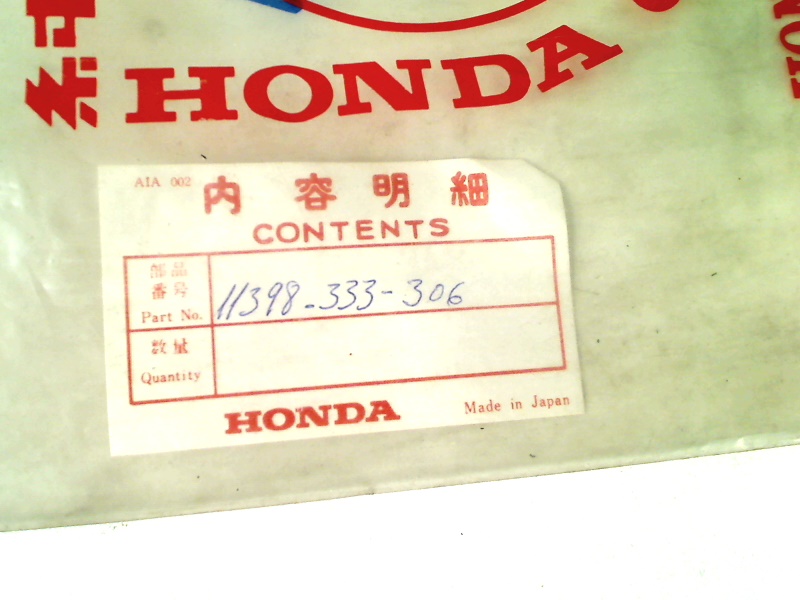 HONDA
AIA 002
内容明細
CONTENTS
部品
番号
Part No.
11398-333-306
数量
Quantity
HONDA
Made in Japan